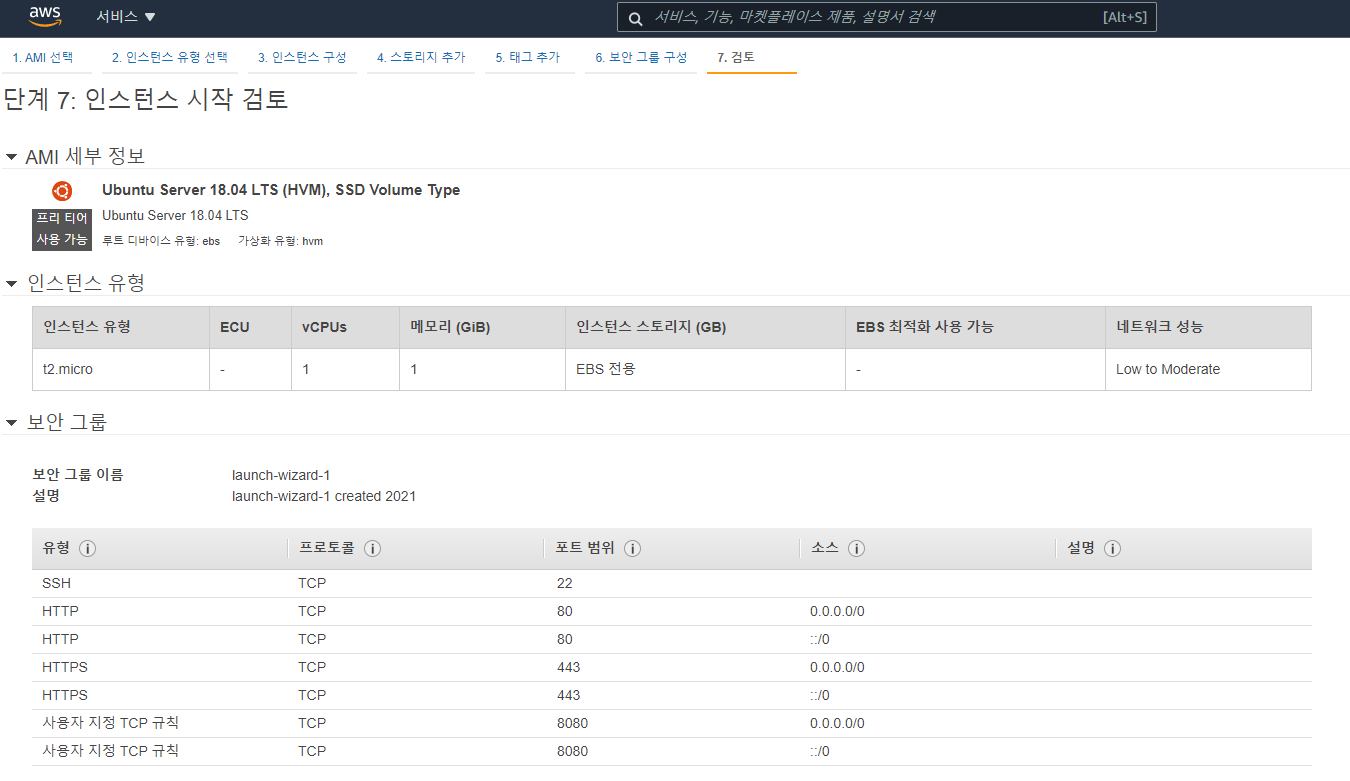 aws 서비스 서비스, 기능, 마켓플레이스 제품, 설명서 검색 [Alt+S]
1. AMI 선택 2. 인스턴스 유형 선택 3. 인스턴스 구성 4. 스토리지 추가 5. 태그 추가 6. 보안 그룹 구성 7. 검토
단계 7: 인스턴스 시작 검토
AMI 세부 정보
Ubuntu Server 18.04 LTS (HVM), SSD Volume Type
프리 티어 Ubuntu Server 18.04 LTS
사용 가능 루트 디바이스 유형: ebs 가상화 유형: hvm
인스턴스 유형
인스턴스 유형 ECU vCPUs 메모리 (GiB) 인스턴스 스토리지 (GB) EBS 최적화 사용 가능 네트워크 성능
t2.micro - 1 1 EBS 전용 - Low to Moderate
보안 그룹
보안 그룹 이름 launch-wizard-1
설명 launch-wizard-1 created 2021
유형 프로토콜 포트 범위 소스 설명
SSH TCP 22
HTTP TCP 80 0.0.0.0/0
HTTP TCP 80 ::/0
HTTPS TCP 443 0.0.0.0/0
HTTPS TCP 443 ::/0
사용자 지정 TCP 규칙 TCP 8080 0.0.0.0/0
사용자 지정 TCP 규칙 TCP 8080 ::/0